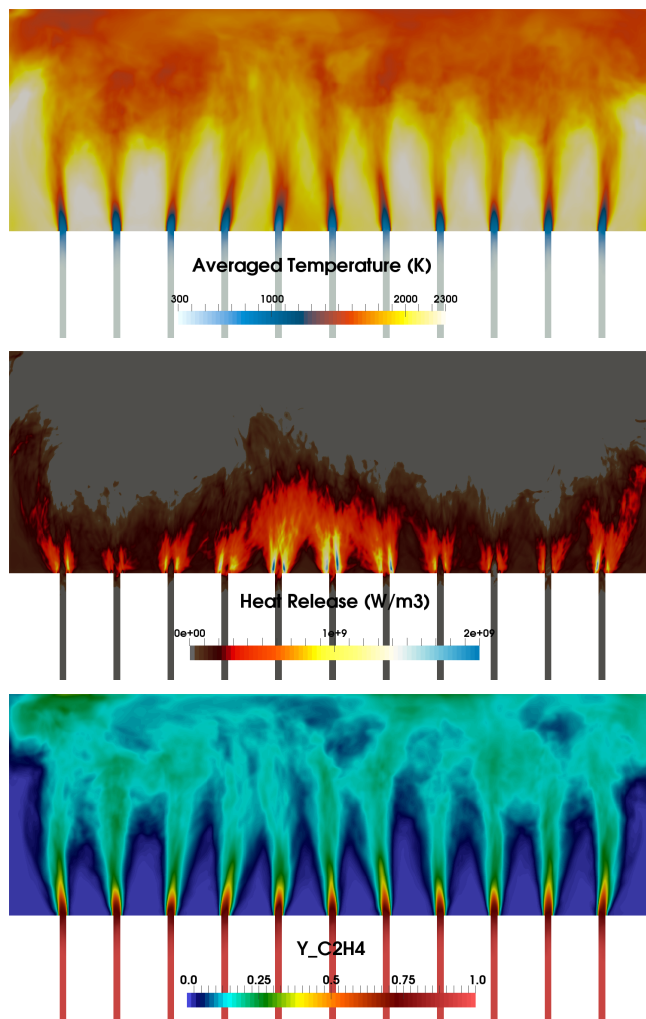 Averaged Temperature (K)
300 1000 2000 2300
Heat Release (W/m3)
0e+00 1e+9 2e+09
Y_C2H4
0.0 0.25 0.5 0.75 1.0